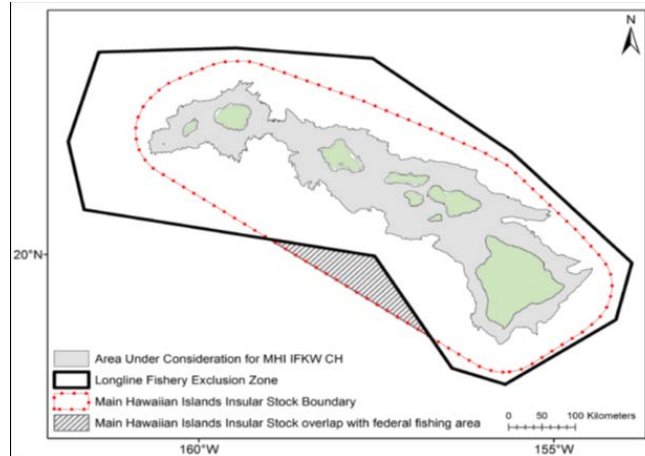 N
20°N
Area Under Consideration for MHI IFKW CH
Longline Fishery Exclusion Zone
Main Hawaiian Islands Insular Stock Boundary
Main Hawaiian Islands Insular Stock overlap with federal fishing area
0 50 100 Kilometers
160°W 155°W